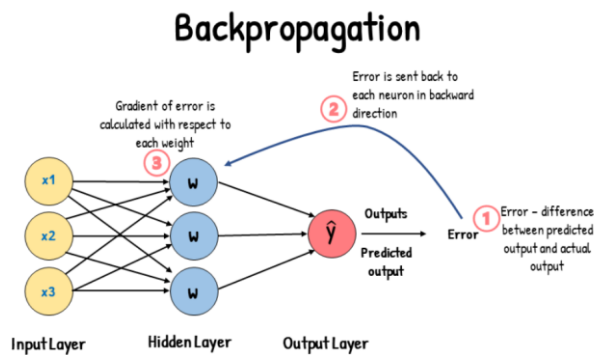 Backpropagation
Error is sent back to
each neuron in backward
direction
2
Gradient of error is
calculated with respect to
each weight
3
x1
x2
x3
w
w
w
ŷ
Outputs
Predicted
output
Error
1
Error - difference
between predicted
output and actual
output
Input Layer
Hidden Layer
Output Layer